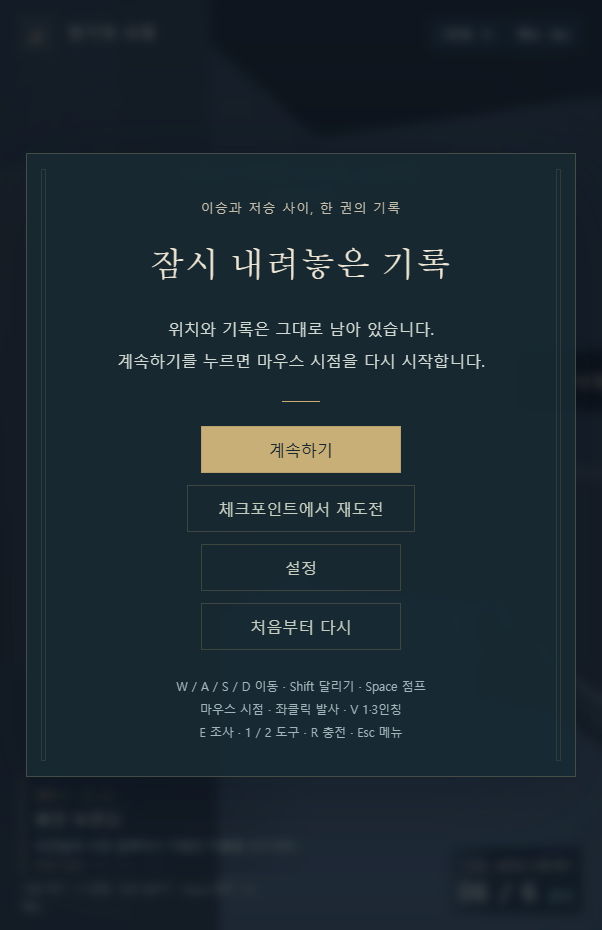 이승과 저승 사이, 한 권의 기록
잠시 내려놓은 기록
위치와 기록은 그대로 남아 있습니다.
계속하기를 누르면 마우스 시점을 다시 시작합니다.
계속하기
체크포인트에서 재도전
설정
처음부터 다시
W / A / S / D 이동 · Shift 달리기 · Space 점프
마우스 시점 · 좌클릭 발사 · V 1·3인칭
E 조사 · 1 / 2 도구 · R 충전 · Esc 메뉴